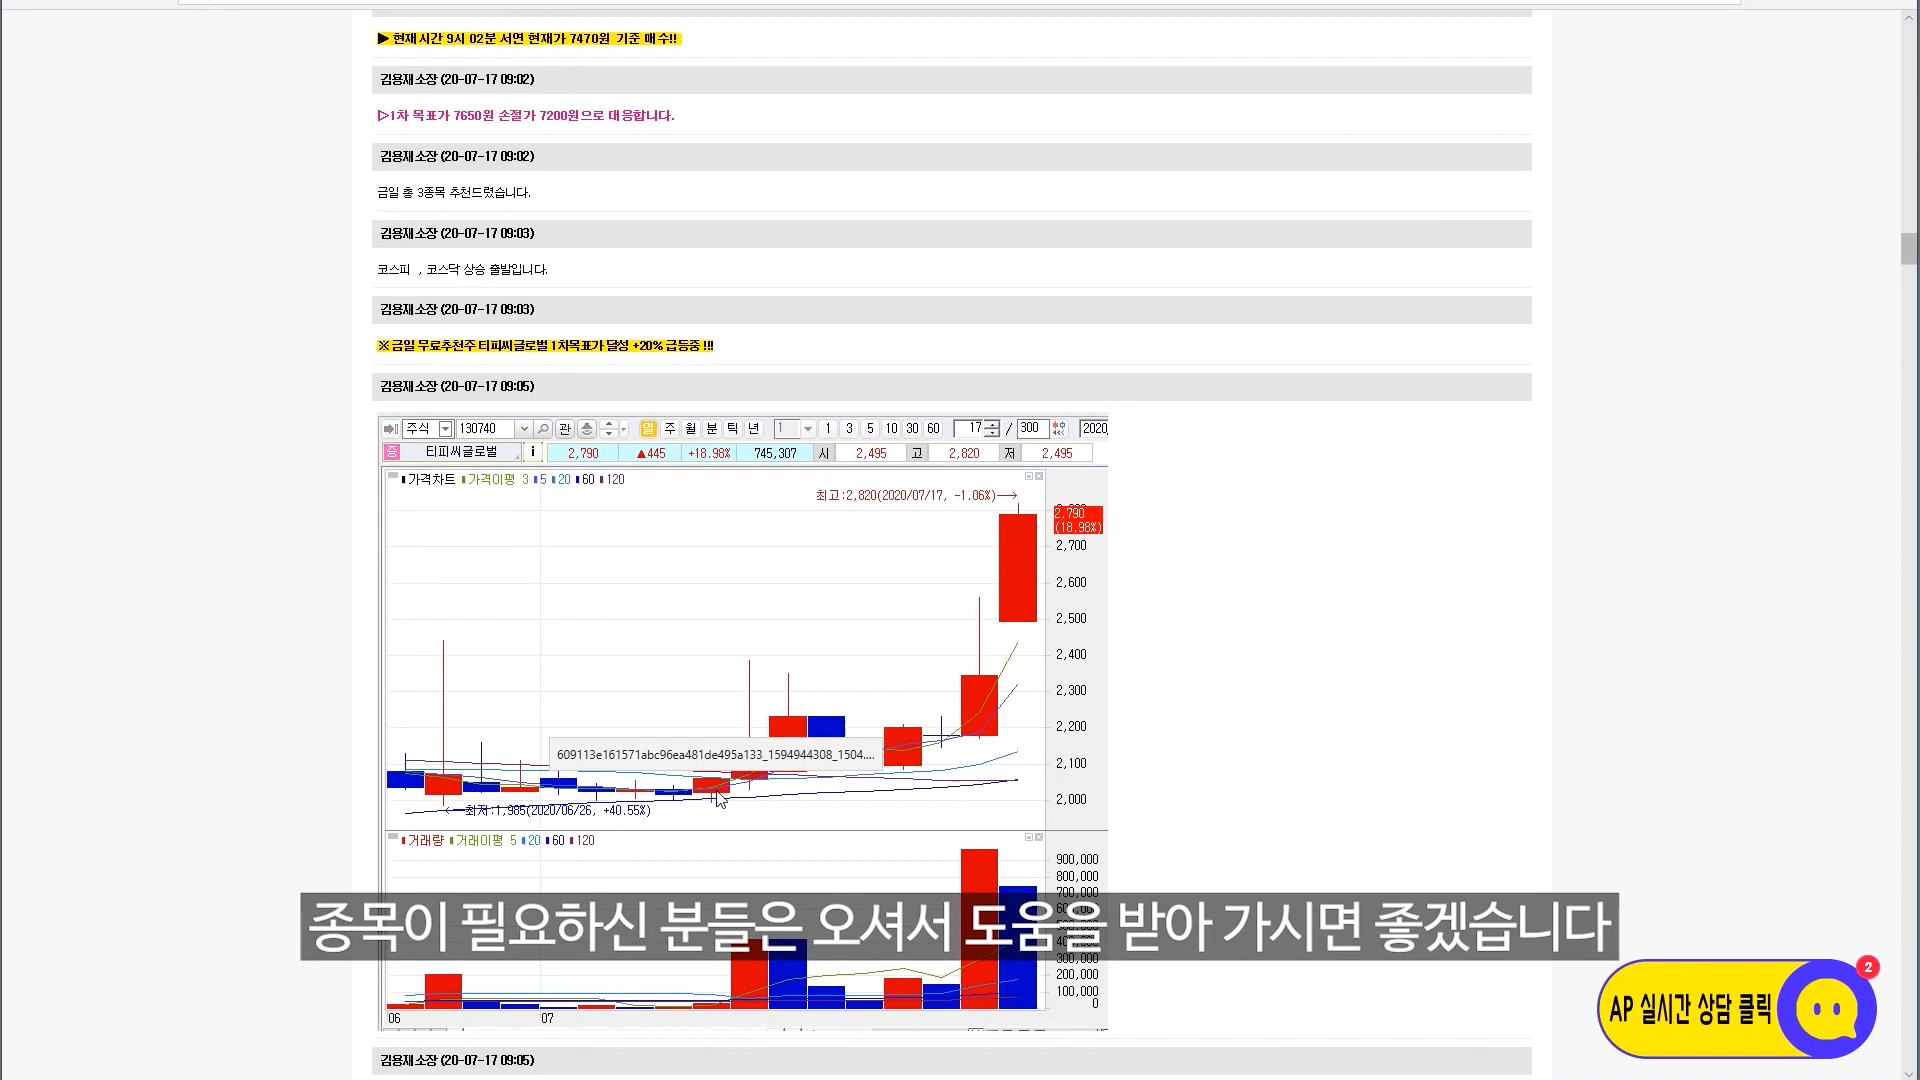 ▶ 현재시간 9시 02분 서연 현재가 7470원 기준 매수!!
김용재소장 (20-07-17 09:02)
▷1차 목표가 7650원 손절가 7200원으로 대응합니다.
김용재소장 (20-07-17 09:02)
금일 총 3종목 추천드렸습니다.
김용재소장 (20-07-17 09:03)
코스피 , 코스닥 상승 출발입니다.
김용재소장 (20-07-17 09:03)
※ 금일 무료추천주 티피씨글로벌 1차목표가 달성 +20% 급등중 !!!
김용재소장 (20-07-17 09:05)
주식 130740 관 일 주 월 분 틱 년 1 1 3 5 10 30 60 17 / 300 2020
티피씨글로벌 i 2,790 ▲445 +18.98% 745,307 시 2,495 고 2,820 저 2,495
가격차트 가격이평 3 5 20 60 120
최고:2,820(2020/07/17, -1.06%)→
2,790
(18.98%)
2,700
2,600
2,500
2,400
2,300
2,200
609113e161571abc96ea481de495a133_1594944308_1504....
2,100
2,000
←최저:1,985(2020/06/26, +40.55%)
거래량 거래이평 5 20 60 120
900,000
800,000
700,000
종목이 필요하신 분들은 오셔서 도움을 받아 가시면 좋겠습니다
300,000
200,000
100,000
0
06 07
2
AP 실시간 상담 클릭
김용재소장 (20-07-17 09:05)